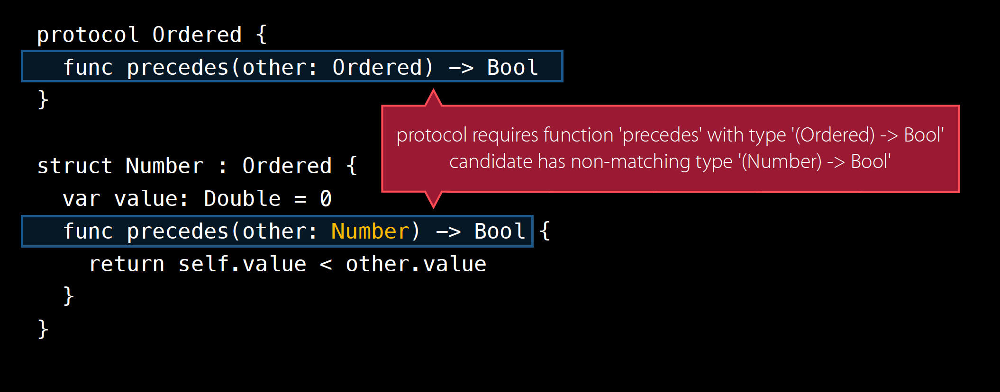 protocol Ordered {
  func precedes(other: Ordered) -> Bool
}
protocol requires function 'precedes' with type '(Ordered) -> Bool'
candidate has non-matching type '(Number) -> Bool'
struct Number : Ordered {
  var value: Double = 0
  func precedes(other: Number) -> Bool {
    return self.value < other.value
  }
}